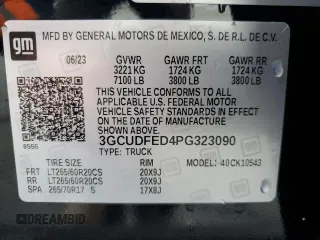 gm
MFD BY GENERAL MOTORS DE MEXICO, S. DE R.L. DE C.V.
06/23 GVWR GAWR FRT GAWR RR
3221 KG 1724 KG 1724 KG
7100 LB 3800 LB 3800 LB
THIS VEHICLE CONFORMS TO ALL
APPLICABLE U.S. FEDERAL MOTOR
VEHICLE SAFETY STANDARDS IN EFFECT
ON THE DATE OF MANUFACTURE SHOWN ABOVE.
3GCUDFED4PG323090
TYPE: TRUCK MODEL: 40CK10543
8555
TIRE SIZE RIM
FRT LT265/60R20CS 20X9J
RR LT265/60R20CS 20X9J
SPA 265/70R17 S 17X8J